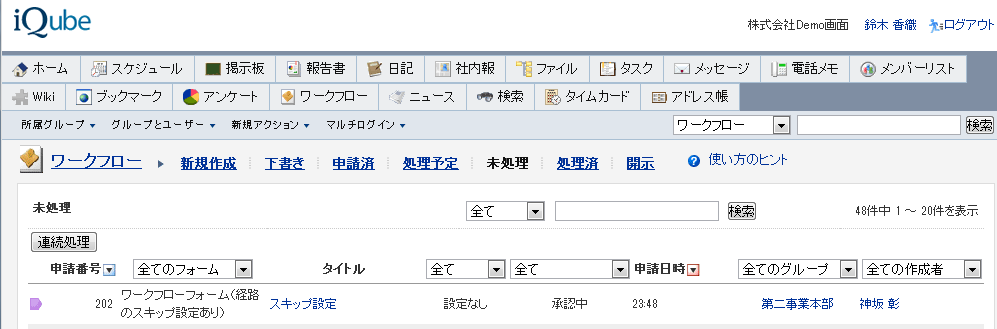 iQube
株式会社Demo画面 鈴木 香織 ログアウト
ホーム スケジュール 掲示板 報告書 日記 社内報 ファイル タスク メッセージ 電話メモ メンバーリスト
Wiki ブックマーク アンケート ワークフロー ニュース 検索 タイムカード アドレス帳
所属グループ グループとユーザー 新規アクション マルチログイン ワークフロー 検索
ワークフロー 新規作成 下書き 申請済 処理予定 未処理 処理済 開示 ? 使い方のヒント
未処理 全て 検索 48件中 1 ～ 20件を表示
連続処理
申請番号 全てのフォーム タイトル 全て 全て 申請日時 全てのグループ 全ての作成者
202 ワークフローフォーム（経路 スキップ設定 設定なし 承認中 23:48 第二事業本部 神坂 彰
のスキップ設定あり）